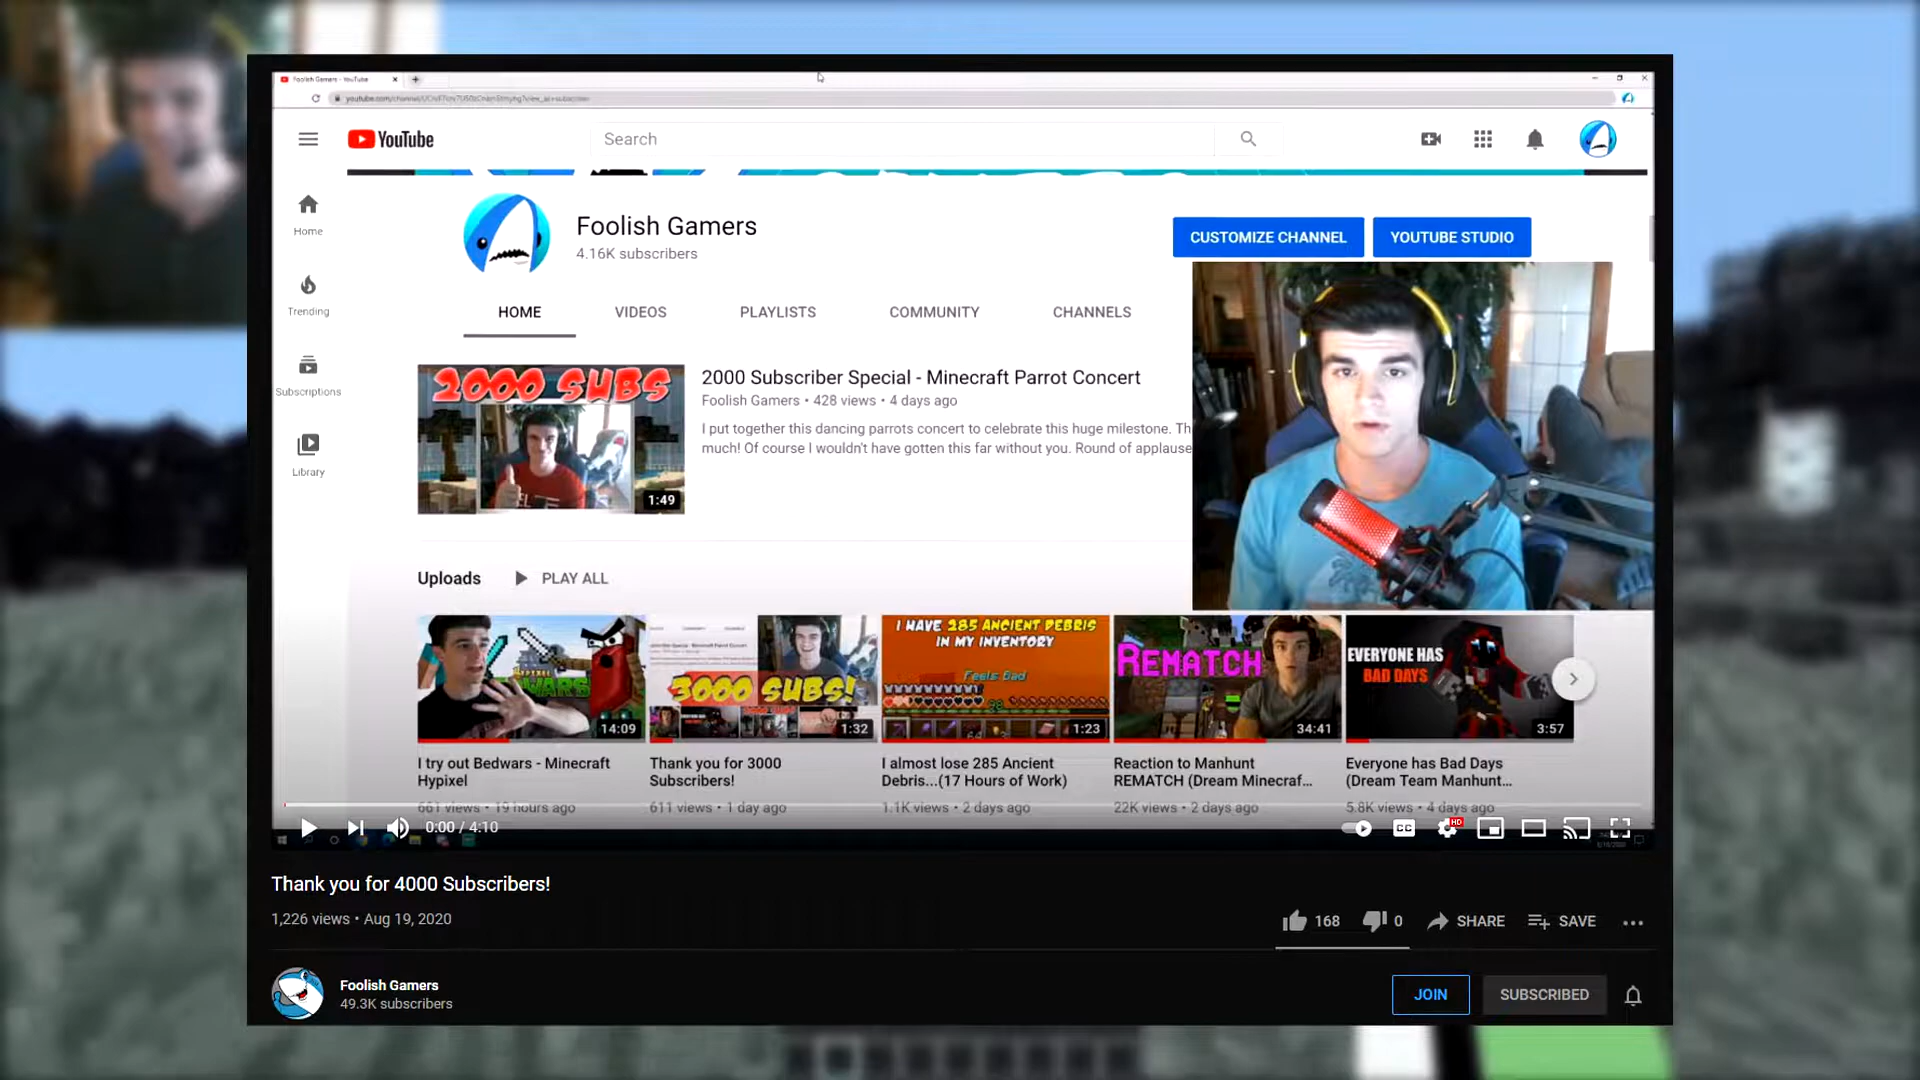 Foolish Gamers - YouTube
YouTube
Search
Home
Trending
Subscriptions
Library
Foolish Gamers
4.16K subscribers
CUSTOMIZE CHANNEL
YOUTUBE STUDIO
HOME
VIDEOS
PLAYLISTS
COMMUNITY
CHANNELS
2000 SUBS
1:49
2000 Subscriber Special - Minecraft Parrot Concert
Foolish Gamers • 428 views • 4 days ago
I put together this dancing parrots concert to celebrate this huge milestone. Th
much! Of course I wouldn't have gotten this far without you. Round of applause
Uploads
PLAY ALL
WARS
14:09
3000 SUBS!
1:32
I HAVE 285 ANCIENT DEBRIS
IN MY INVENTORY
Feels Bad
1:23
REMATCH
34:41
EVERYONE HAS
BAD DAYS
3:57
I try out Bedwars - Minecraft
Hypixel
661 views • 19 hours ago
Thank you for 3000
Subscribers!
611 views • 1 day ago
I almost lose 285 Ancient
Debris...(17 Hours of Work)
1.1K views • 2 days ago
Reaction to Manhunt
REMATCH (Dream Minecraf...
22K views • 2 days ago
Everyone has Bad Days
(Dream Team Manhunt...
5.8K views • 4 days ago
0:00 / 4:10
CC
HD
Thank you for 4000 Subscribers!
1,226 views • Aug 19, 2020
168
0
SHARE
SAVE
Foolish Gamers
49.3K subscribers
JOIN
SUBSCRIBED